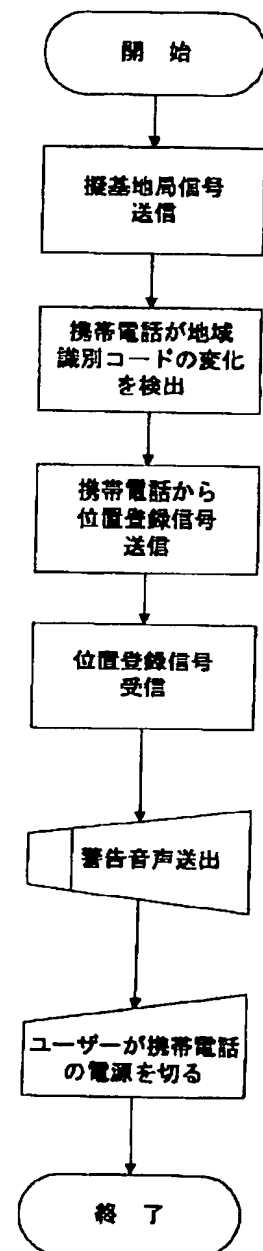 開 始
擬基地局信号
送信
携帯電話が地域
識別コードの変化
を検出
携帯電話から
位置登録信号
送信
位置登録信号
受信
警告音声送出
ユーザーが携帯電話
の電源を切る
終 了